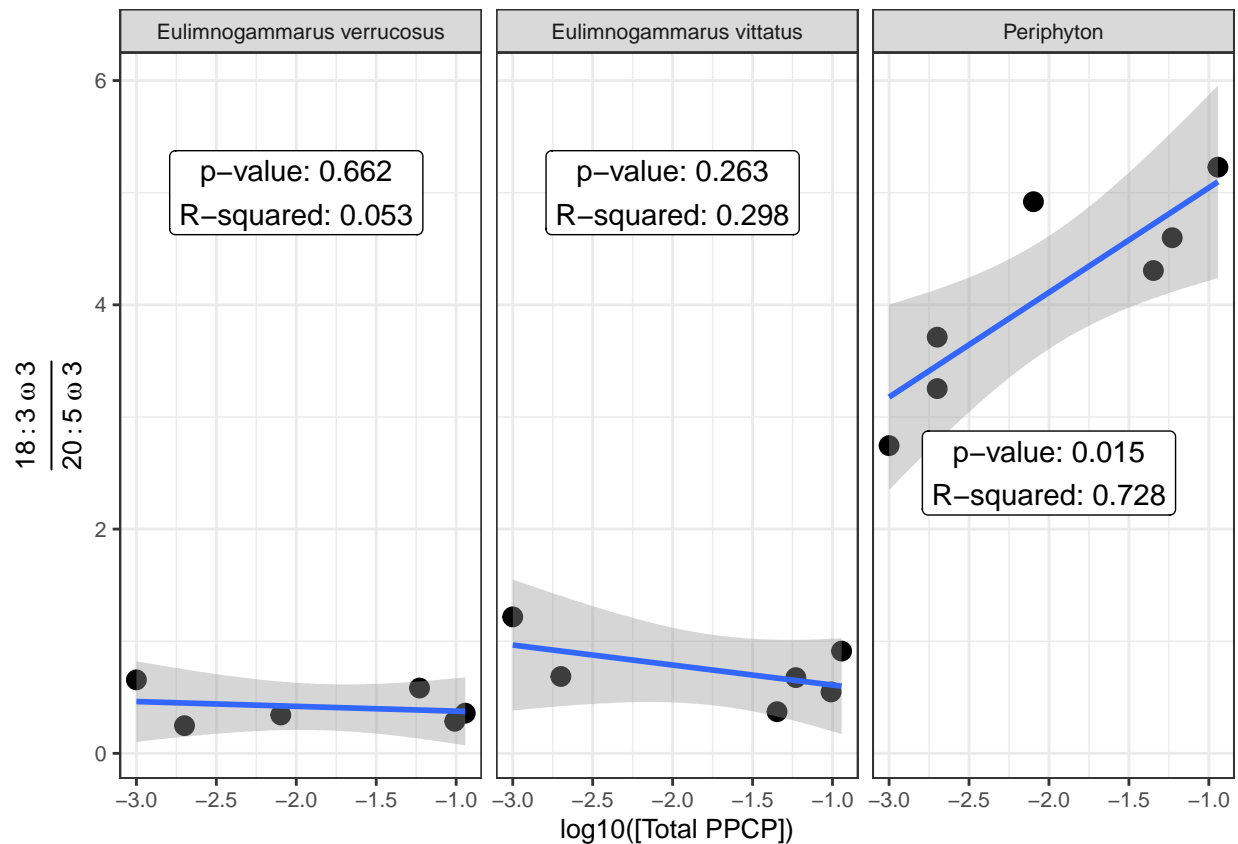 Eulimnogammarus verrucosus
Eulimnogammarus vittatus
Periphyton
6
4
2
0
18 : 3 ω 3
20 : 5 ω 3
p−value: 0.662
R−squared: 0.053
p−value: 0.263
R−squared: 0.298
p−value: 0.015
R−squared: 0.728
−3.0 −2.5 −2.0 −1.5 −1.0
−3.0 −2.5 −2.0 −1.5 −1.0
−3.0 −2.5 −2.0 −1.5 −1.0
log10([Total PPCP])